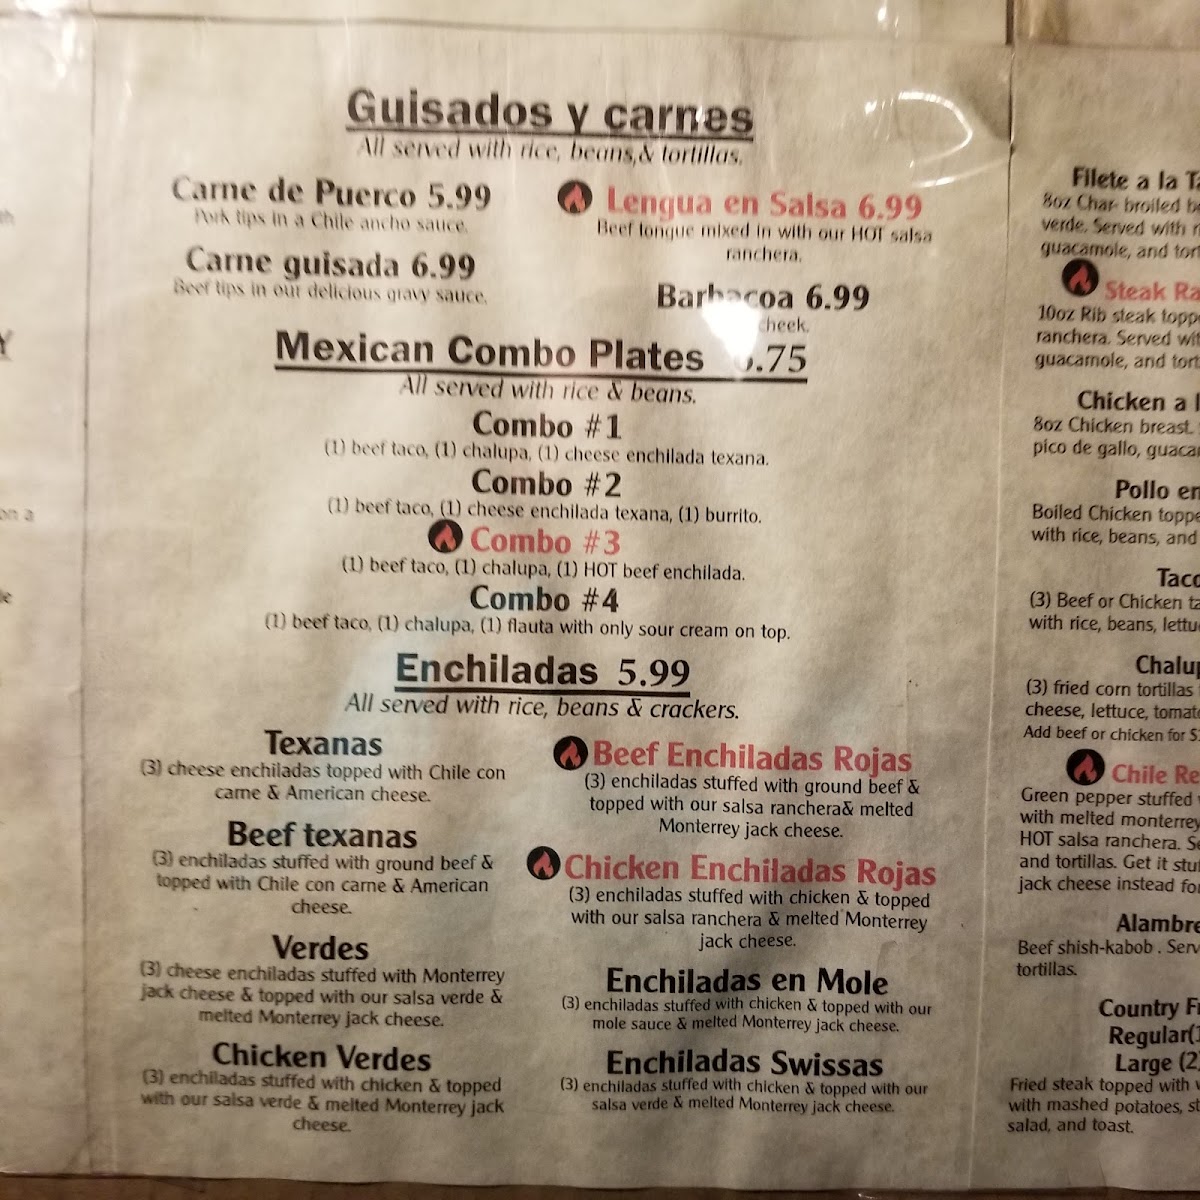 Guisados y carnes
All served with rice, beans,& tortillas.
Carne de Puerco 5.99
Pork tips in a Chile ancho sauce.
Carne guisada 6.99
Beef tips in our delicious gravy sauce.
Lengua en Salsa 6.99
Beef tongue mixed in with our HOT salsa
ranchera.
Barbacoa 6.99
cheek.
Mexican Combo Plates
All served with rice & beans.
Combo #1
(1) beef taco, (1) chalupa, (1) cheese enchilada texana.
Combo #2
(1) beef taco, (1) cheese enchilada texana, (1) burrito.
Combo #3
(1) beef taco, (1) chalupa, (1) HOT beef enchilada.
Combo #4
(1) beef taco, (1) chalupa, (1) flauta with only sour cream on top.
Enchiladas 5.99
All served with rice, beans & crackers.
Texanas
(3) cheese enchiladas topped with Chile con
carne & American cheese.
Beef texanas
(3) enchiladas stuffed with ground beef &
topped with Chile con carne & American
cheese.
Verdes
(3) cheese enchiladas stuffed with Monterrey
jack cheese & topped with our salsa verde &
melted Monterrey jack cheese.
Chicken Verdes
(3) enchiladas stuffed with chicken & topped
with our salsa verde & melted Monterrey jack
cheese.
Beef Enchiladas Rojas
(3) enchiladas stuffed with ground beef &
topped with our salsa ranchera& melted
Monterrey jack cheese.
Chicken Enchiladas Rojas
(3) enchiladas stuffed with chicken & topped
with our salsa ranchera & melted Monterrey
jack cheese.
Enchiladas en Mole
(3) enchiladas stuffed with chicken & topped with our
mole sauce & melted Monterrey jack cheese.
Enchiladas Swissas
(3) enchiladas stuffed with chicken & topped with our
salsa verde & melted Monterrey jack cheese.
Filete a la
8oz Char- broiled
verde. Served with
guacamole, and
Steak
10oz Rib steak
ranchera. Served
guacamole, and
Chicken a
8oz Chicken breast.
pico de gallo,
Pollo en
Boiled Chicken
with rice, beans, and
(3) Beef or Chicken
with rice, beans,
(3) fried corn tortillas
cheese, lettuce,
Add beef or chicken for
Chile
Green pepper stuffed
with melted monterrey
HOT salsa ranchera.
and tortillas. Get it
jack cheese instead for
Alambre
Beef shish-kabob .
tortillas.
Country
Regular(
Large (2
Fried steak topped with
with mashed potatoes,
salad, and toast.